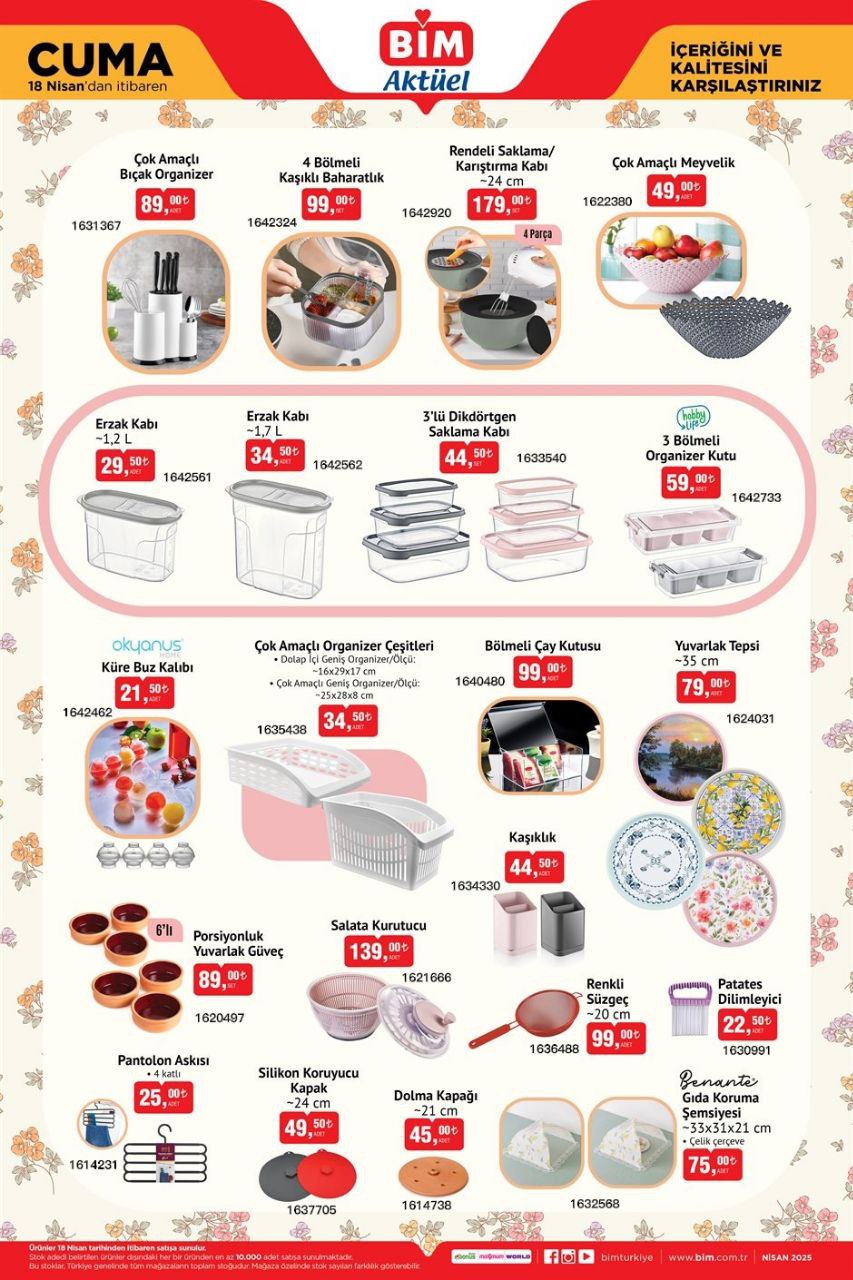 CUMA
18 Nisan'dan itibaren
BİM
Aktüel
İÇERİĞİNİ VE
KALİTESİNİ
KARŞILAŞTIRINIZ
Çok Amaçlı
Bıçak Organizer
89,00₺ ADET
1631367
4 Bölmeli
Kaşıklı Baharatlık
99,00₺ SET
1642324
Rendeli Saklama/
Karıştırma Kabı
~24 cm
179,00₺ SET
1642920
4 Parça
Çok Amaçlı Meyvelik
49,00₺ ADET
1622380
Erzak Kabı
~1,2 L
29,50₺ ADET
1642561
Erzak Kabı
~1,7 L
34,50₺ ADET
1642562
3'lü Dikdörtgen
Saklama Kabı
44,50₺ SET
1633540
hobby life
3 Bölmeli
Organizer Kutu
59,00₺ ADET
1642733
okyanus
HOME
Küre Buz Kalıbı
21,50₺ ADET
1642462
Çok Amaçlı Organizer Çeşitleri
• Dolap İçi Geniş Organizer/Ölçü:
~16x29x17 cm
• Çok Amaçlı Geniş Organizer/Ölçü:
~25x28x8 cm
34,50₺ ADET
1635438
Bölmeli Çay Kutusu
99,00₺ ADET
1640480
Yuvarlak Tepsi
~35 cm
79,00₺ ADET
1624031
Kaşıklık
44,50₺ ADET
1634330
6'lı
Porsiyonluk
Yuvarlak Güveç
89,00₺ SET
1620497
Salata Kurutucu
139,00₺ ADET
1621666
Renkli
Süzgeç
~20 cm
99,00₺ ADET
1636488
Patates
Dilimleyici
22,50₺ ADET
1630991
Pantolon Askısı
• 4 katlı
25,00₺ ADET
1614231
Silikon Koruyucu
Kapak
~24 cm
49,50₺ ADET
1637705
Dolma Kapağı
~21 cm
45,00₺ ADET
1614738
Benante
Gıda Koruma
Şemsiyesi
~33x31x21 cm
• Çelik çerçeve
75,00₺ ADET
1632568
Ürünler 18 Nisan tarihinden itibaren satışa sunulur.
Stok adedi belirtilen ürünler dışındaki her bir üründen en az 10.000 adet satışa sunulmaktadır.
Bu stoklar, Türkiye genelinde tüm mağazaların toplam stoğudur. Mağaza özelinde stok sayıları farklılık gösterebilir.
bonus maximum WORLD
bimturkiye
www.bim.com.tr
NİSAN 2025